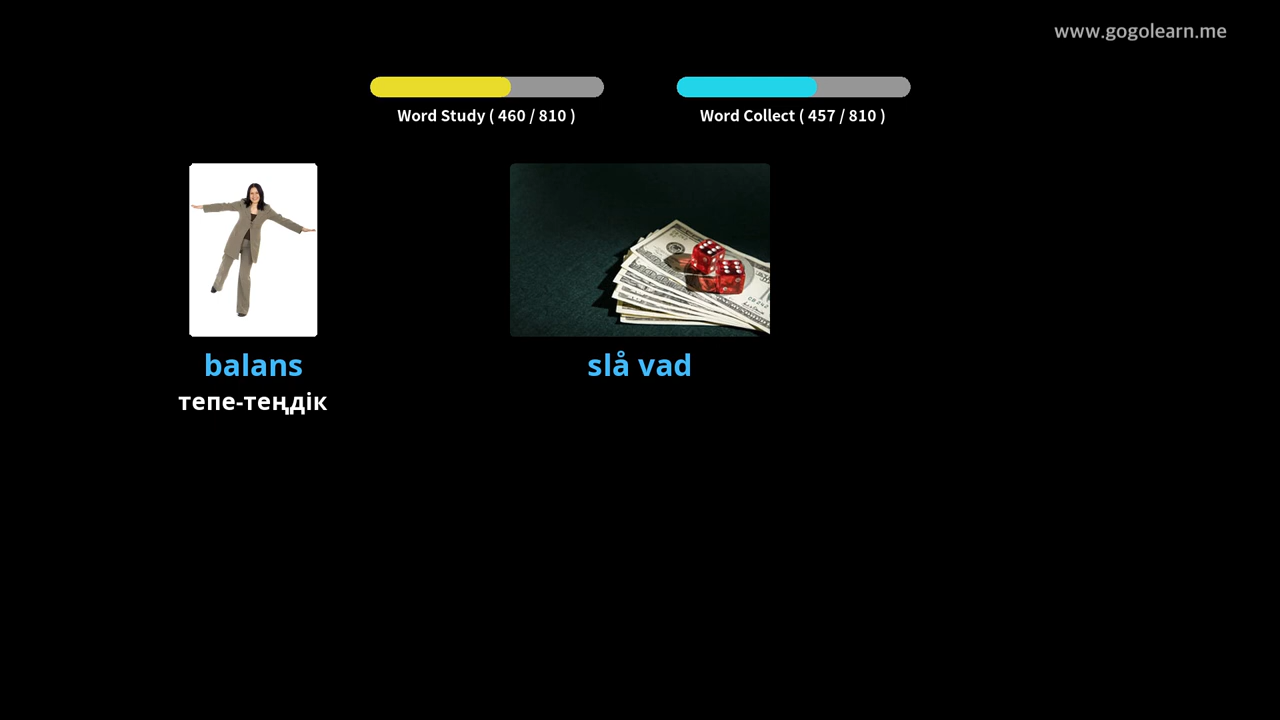 www.gogolearn.me
Word Study ( 460 / 810 )
Word Collect ( 457 / 810 )
balans
тепе-теңдік
slå vad